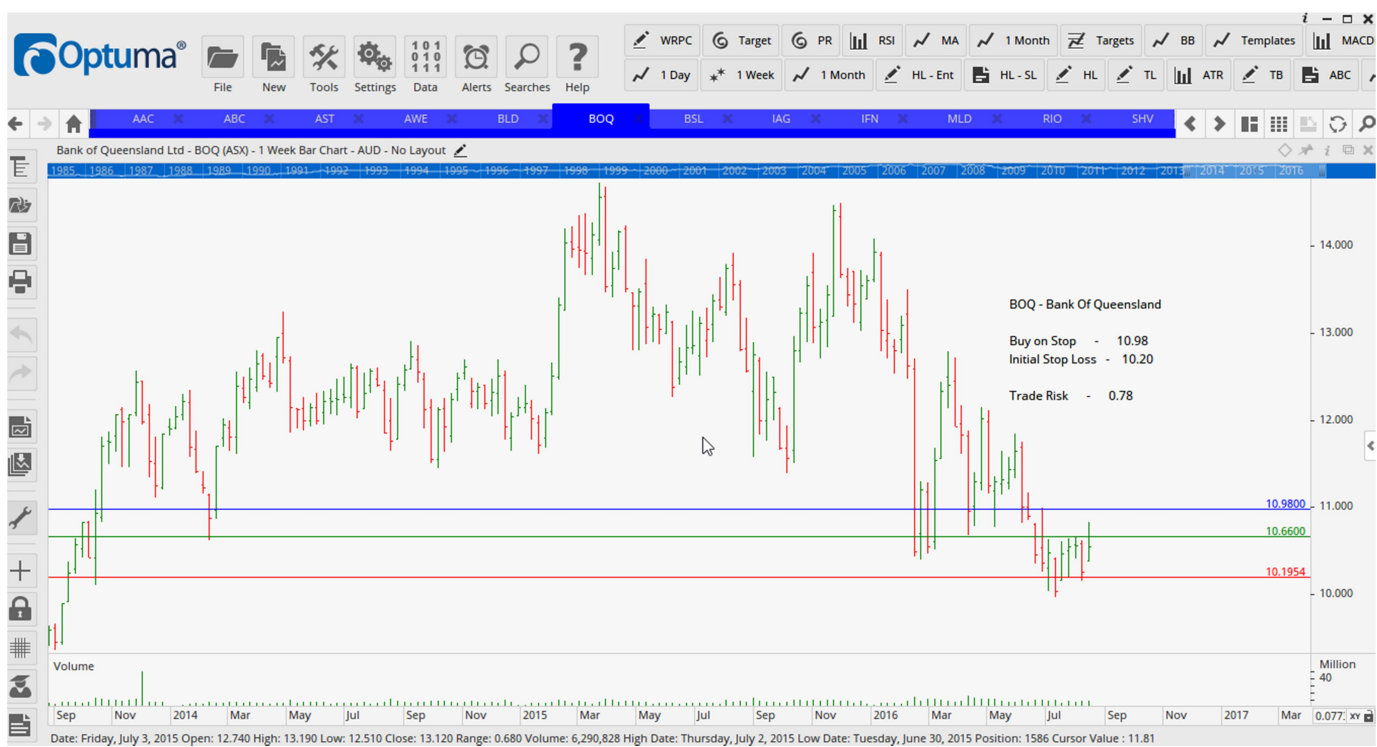 i
Optuma®
File
New
Tools
Settings
101
010
111
Data
Alerts
Searches
?
Help
WRPC
Target
PR
RSI
MA
1 Month
Targets
BB
Templates
MACD
1 Day
1 Week
1 Month
HL - Ent
HL - SL
HL
TL
ATR
TB
ABC
AAC
ABC
AST
AWE
BLD
BOQ
BSL
IAG
IFN
MLD
RIO
SHV
Bank of Queensland Ltd - BOQ (ASX) - 1 Week Bar Chart - AUD - No Layout
i
1985 1986 1987 1988 1989 1990 1991 1992 1993 1994 1995 1996 1997 1998 1999 2000 2001 2002 2003 2004 2005 2006 2007 2008 2009 2010 2011 2012 2013 2014 2015 2016
14.000
BOQ - Bank Of Queensland
13.000
Buy on Stop - 10.98
Initial Stop Loss - 10.20
Trade Risk - 0.78
12.000
10.9800
11.000
10.6600
10.1954
10.000
Volume
Million
40
Sep Nov 2014 Mar May Jul Sep Nov 2015 Mar May Jul Sep Nov 2016 Mar May Jul Sep Nov 2017 Mar
0.077 XY
Date: Friday, July 3, 2015 Open: 12.740 High: 13.190 Low: 12.510 Close: 13.120 Range: 0.680 Volume: 6,290,828 High Date: Thursday, July 2, 2015 Low Date: Tuesday, June 30, 2015 Position: 1586 Cursor Value : 11.81